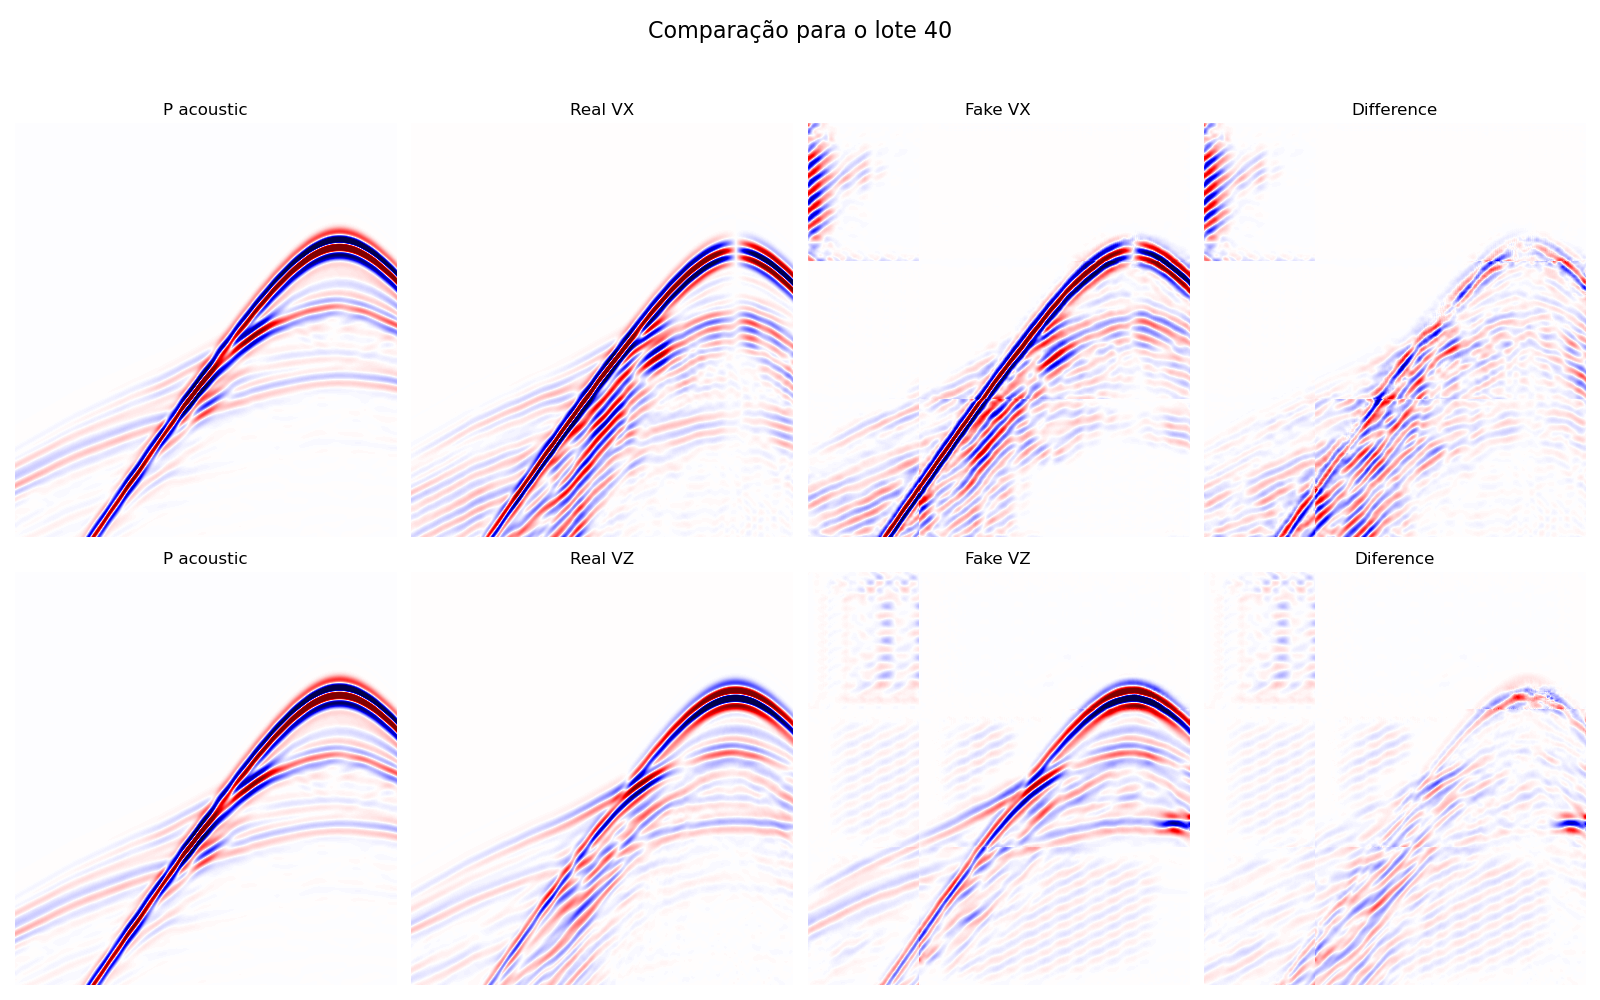 Comparação para o lote 40
P acoustic
Real VX
Fake VX
Difference
P acoustic
Real VZ
Fake VZ
Diference